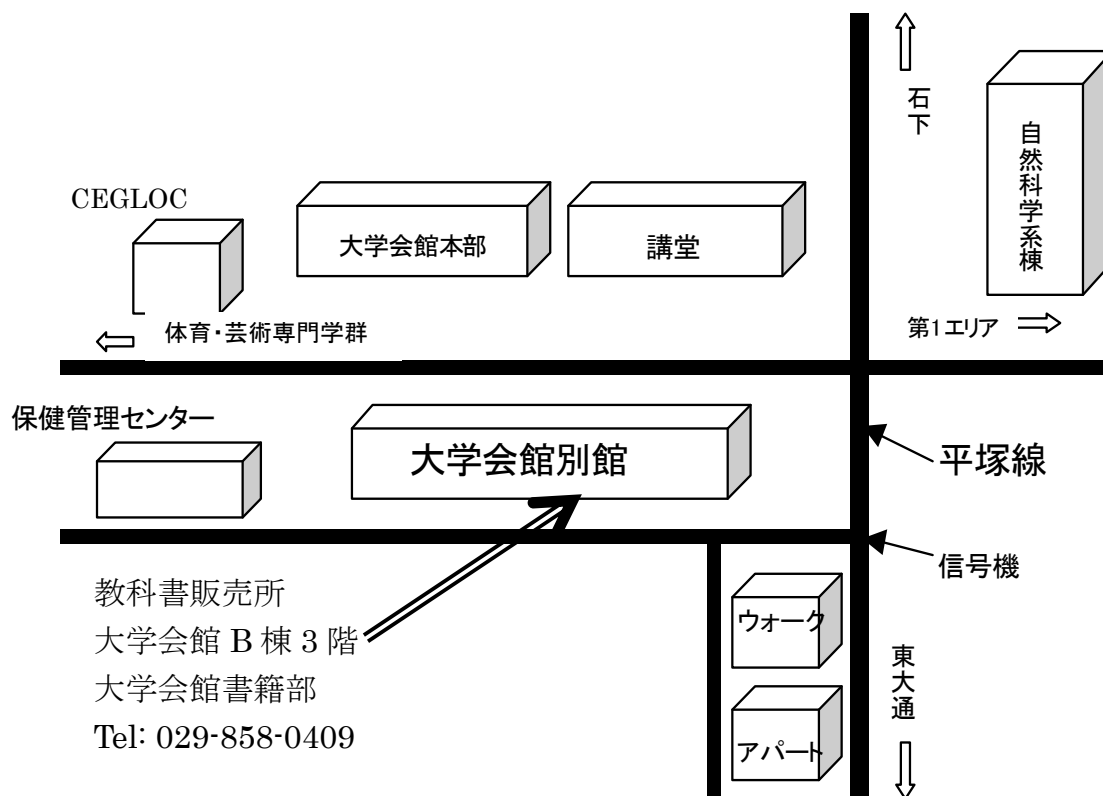 石下
自然科学系棟
CEGLOC
大学会館本部
講堂
体育・芸術専門学群
第1エリア
保健管理センター
大学会館別館
平塚線
信号機
教科書販売所
大学会館 B 棟 3 階
大学会館書籍部
Tel: 029-858-0409
ウォーク
アパート
東大通